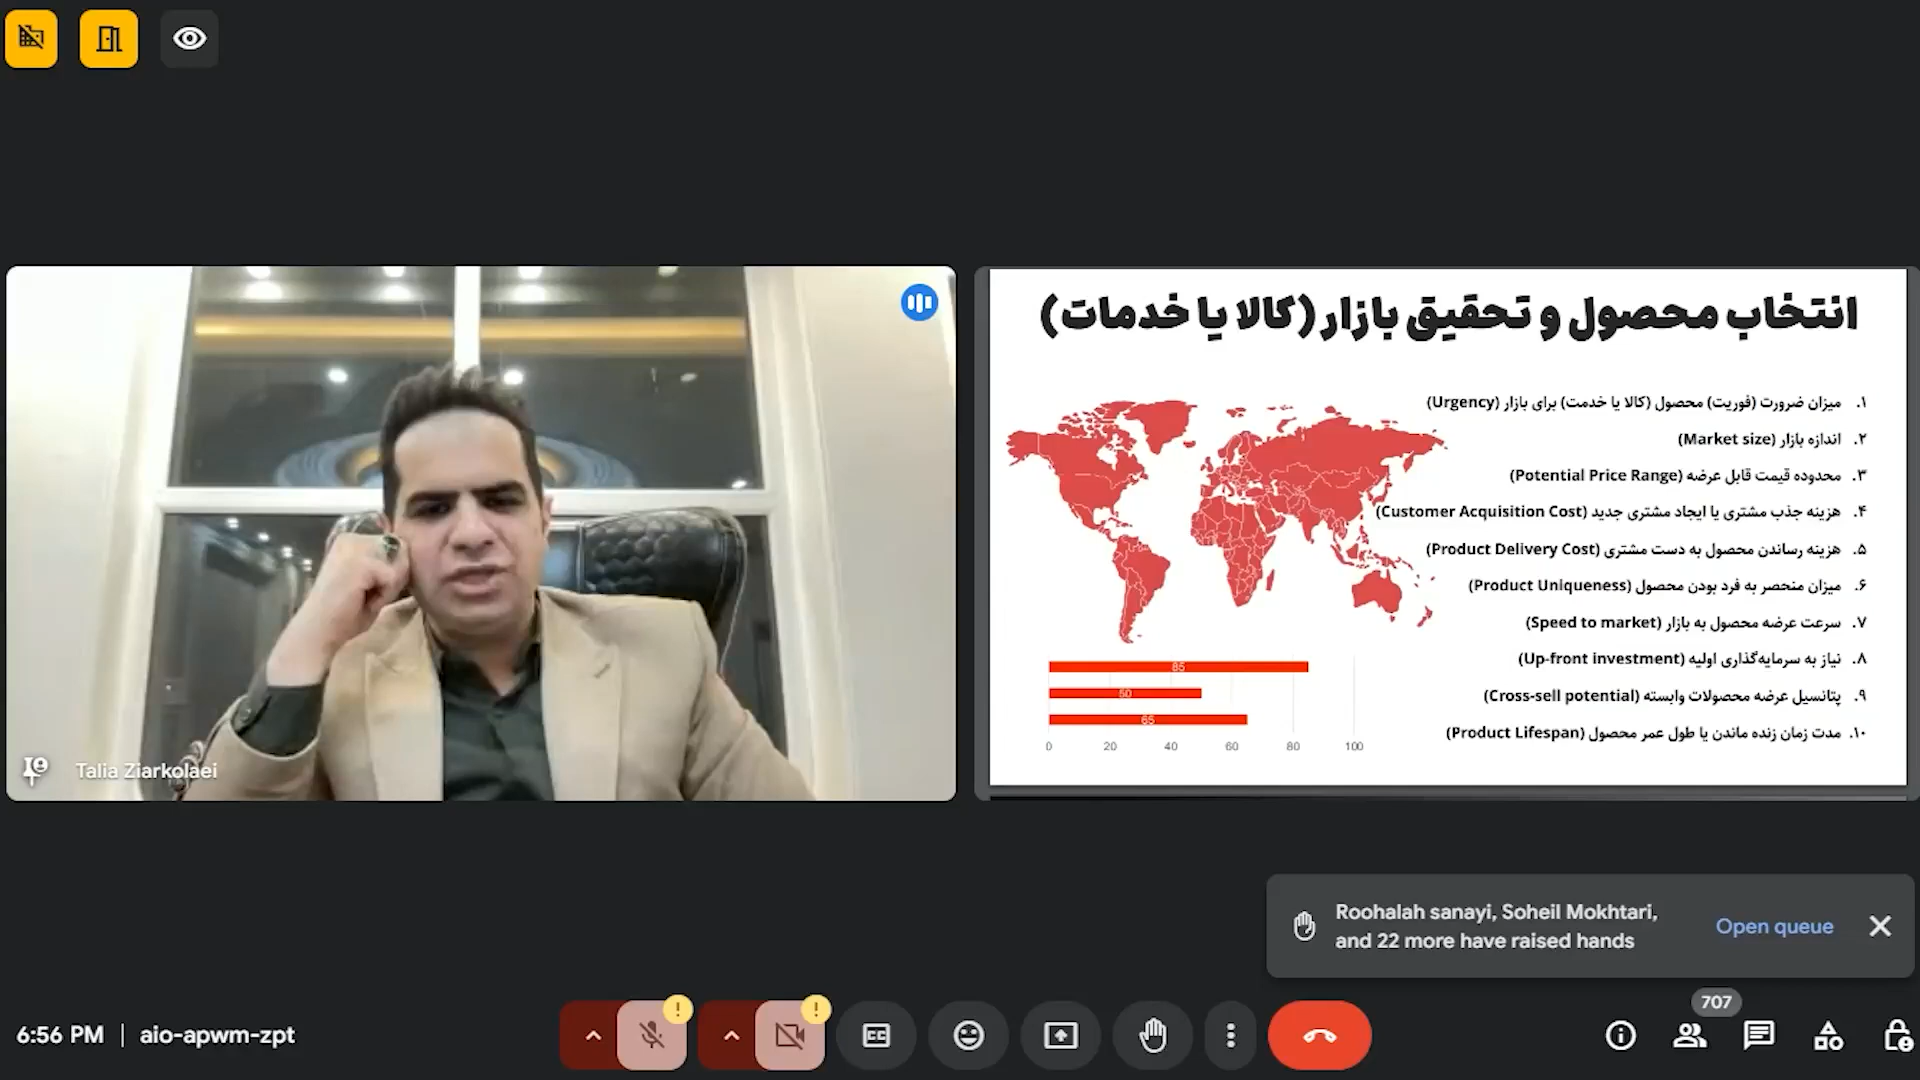 انتخاب محصول و تحقیق بازار (کالا یا خدمات)
۱. میزان ضرورت (فوریت) محصول (کالا یا خدمت) برای بازار (Urgency)
۲. اندازه بازار (Market size)
۳. محدوده قیمت قابل عرضه (Potential Price Range)
۴. هزینه جذب مشتری یا ایجاد مشتری جدید (Customer Acquisition Cost)
۵. هزینه رساندن محصول به دست مشتری (Product Delivery Cost)
۶. میزان منحصر به فرد بودن محصول (Product Uniqueness)
۷. سرعت عرضه محصول به بازار (Speed to market)
۸. نیاز به سرمایه‌گذاری اولیه (Up-front investment)
۹. پتانسیل عرضه محصولات وابسته (Cross-sell potential)
۱۰. مدت زمان زنده ماندن یا طول عمر محصول (Product Lifespan)
85
50
65
0 20 40 60 80 100
Talia Ziarkolaei
Roohalah sanayi, Soheil Mokhtari,
and 22 more have raised hands
Open queue
6:56 PM | aio-apwm-zpt
! !
CC
707